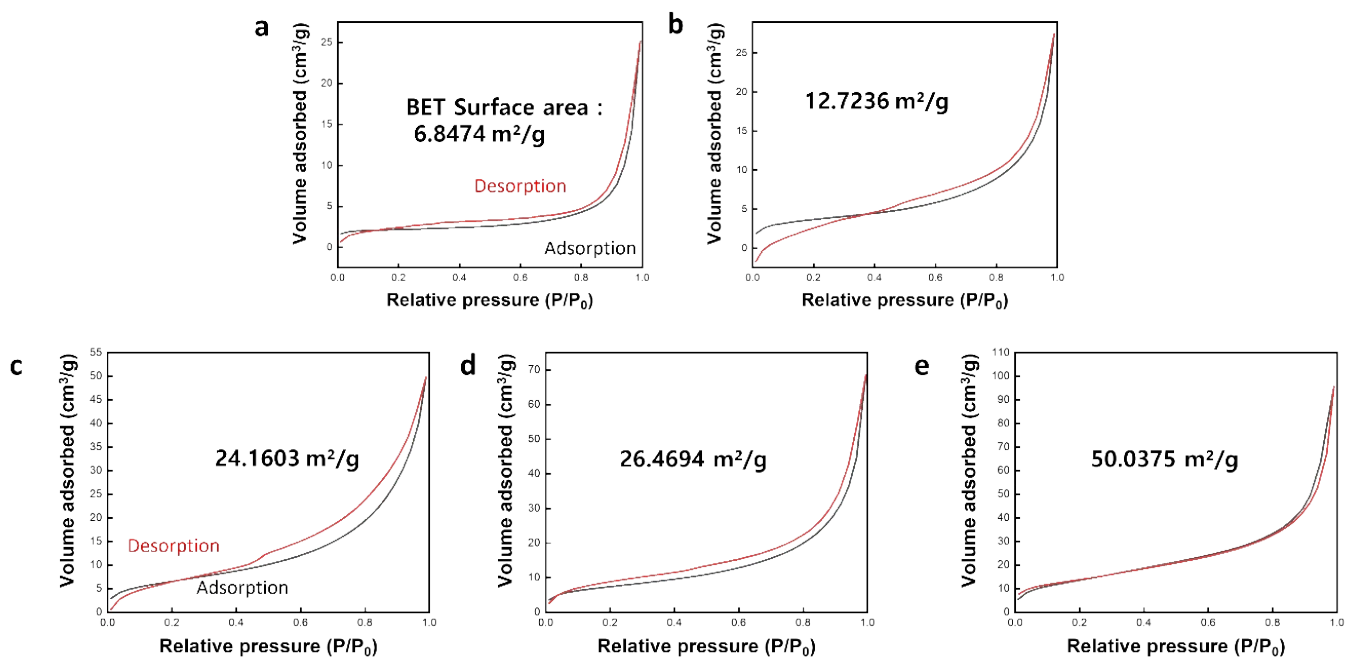 a
25
20
15
10
5
0
Volume adsorbed (cm³/g)
BET Surface area :
6.8474 m²/g
Desorption
Adsorption
0.0 0.2 0.4 0.6 0.8 1.0
Relative pressure (P/P₀)
b
25
20
15
10
5
0
Volume adsorbed (cm³/g)
12.7236 m²/g
0.0 0.2 0.4 0.6 0.8 1.0
Relative pressure (P/P₀)
c
55
50
45
40
35
30
25
20
15
10
5
0
Volume adsorbed (cm³/g)
24.1603 m²/g
Desorption
Adsorption
0.0 0.2 0.4 0.6 0.8 1.0
Relative pressure (P/P₀)
d
70
60
50
40
30
20
10
0
Volume adsorbed (cm³/g)
26.4694 m²/g
0.0 0.2 0.4 0.6 0.8 1.0
Relative pressure (P/P₀)
e
110
100
90
80
70
60
50
40
30
20
10
0
Volume adsorbed (cm³/g)
50.0375 m²/g
0.0 0.2 0.4 0.6 0.8 1.0
Relative pressure (P/P₀)